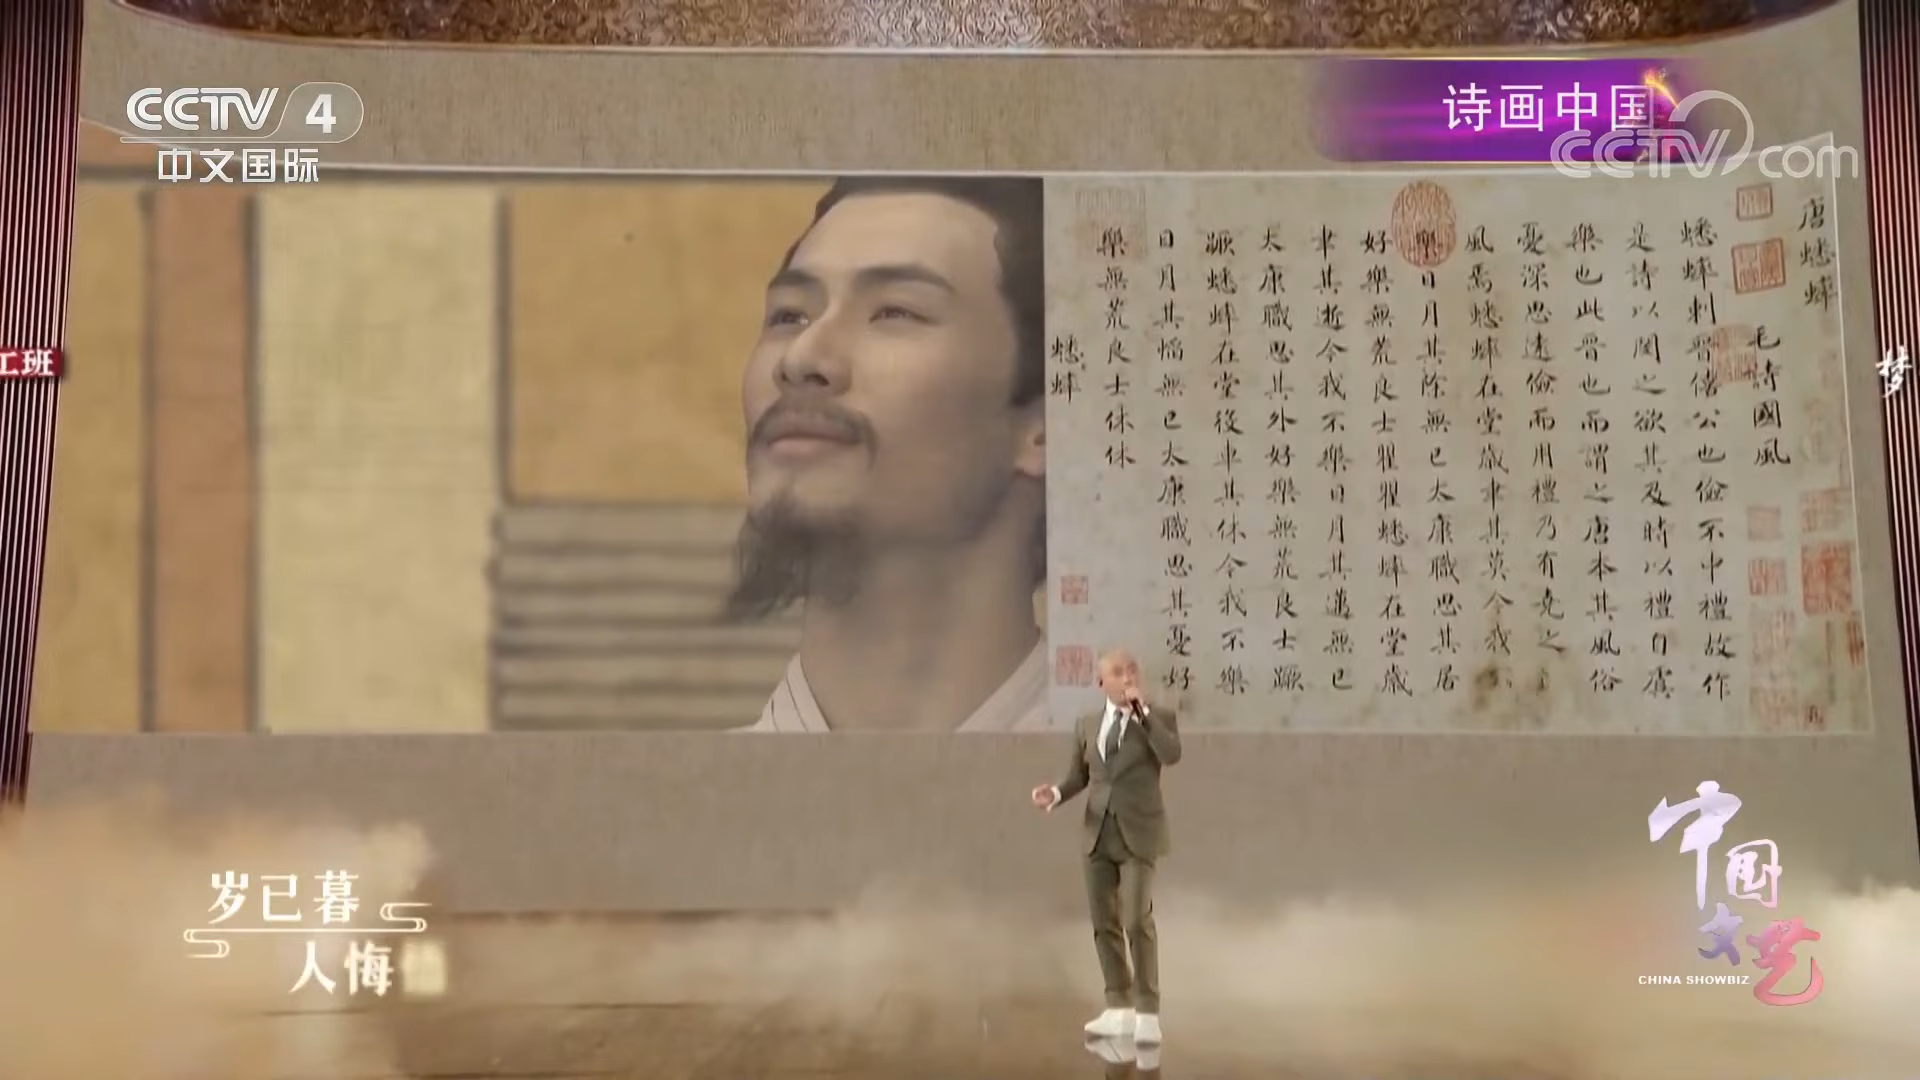 CCTV 4
中文国际
诗画中国
CCTV com
工班
梦
唐蟋蟀
毛詩國風
蟋蟀刺晉僖公也儉不中禮故作
是詩以閔之欲其及時以禮自虞
樂也此晉也而謂之唐本其風俗
憂深思遠儉而用禮乃有堯之
風焉蟋蟀在堂歲聿其莫今我
樂日月其除無已太康職思其居
好樂無荒良士瞿瞿蟋蟀在堂歲
聿其逝今我不樂日月其邁無已
太康職思其外好樂無荒良士蹶
蹶蟋蟀在堂役車其休今我不樂
日月其慆無已太康職思其憂好
樂無荒良士休休
蟋蟀
岁已暮
人悔
中国文艺
CHINA SHOWBIZ